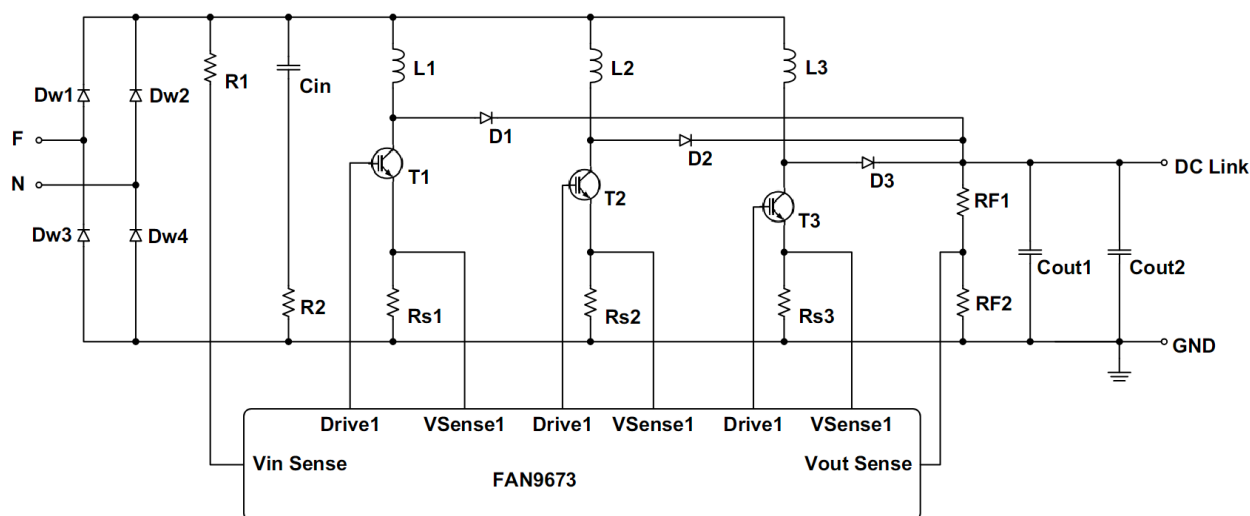 L1
L2
L3
R1
Cin
Dw1
Dw2
F
D1
D2
DC Link
N
T1
T2
D3
RF1
T3
Dw3
Dw4
Cout1
Cout2
R2
Rs1
Rs2
Rs3
RF2
GND
Drive1
VSense1
Drive1
VSense1
Drive1
VSense1
Vin Sense
Vout Sense
FAN9673